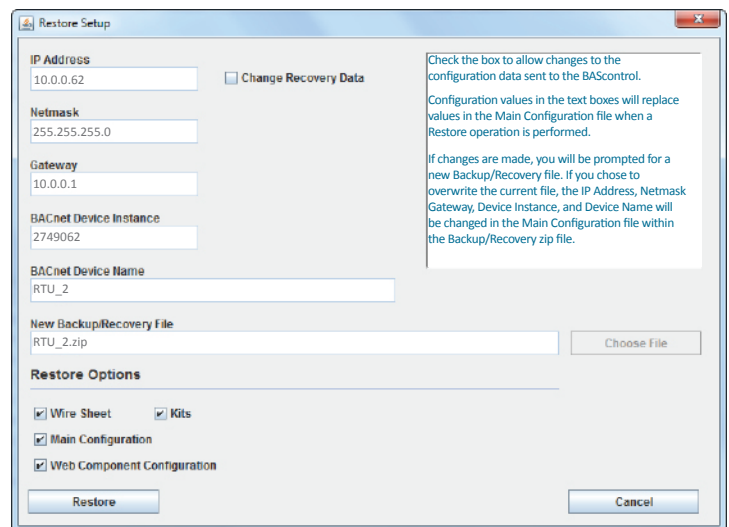 Restore Setup
IP Address
10.0.0.62
Change Recovery Data
Netmask
255.255.255.0
Gateway
10.0.0.1
BACnet Device Instance
2749062
BACnet Device Name
RTU_2
Check the box to allow changes to the
configuration data sent to the BAScontrol.
Configuration values in the text boxes will replace
values in the Main Configuration file when a
Restore operation is performed.
If changes are made, you will be prompted for a
new Backup/Recovery file. If you chose to
overwrite the current file, the IP Address, Netmask
Gateway, Device Instance, and Device Name will
be changed in the Main Configuration file within
the Backup/Recovery zip file.
New Backup/Recovery File
RTU_2.zip
Choose File
Restore Options
Wire Sheet Kits
Main Configuration
Web Component Configuration
Restore
Cancel